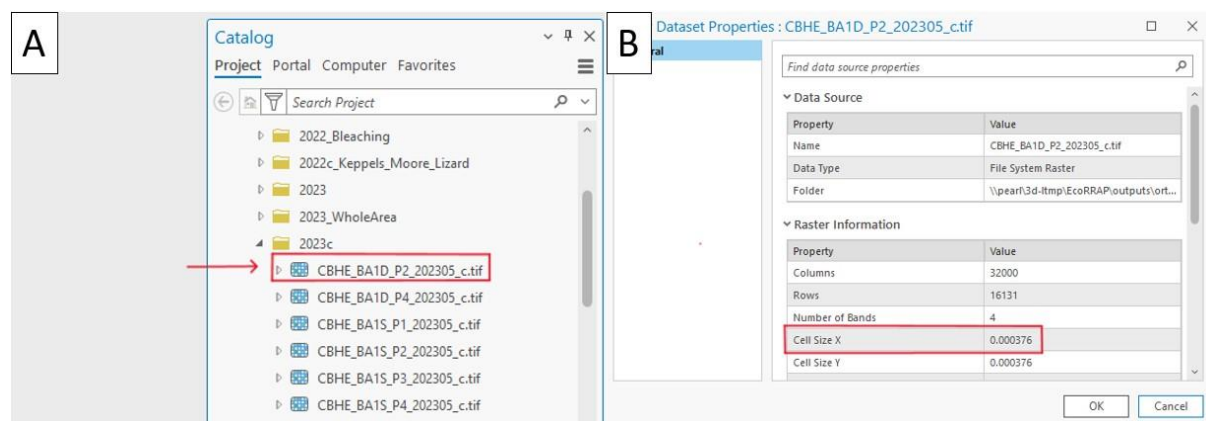 A
Catalog
Project Portal Computer Favorites
Search Project
2022_Bleaching
2022c_Keppels_Moore_Lizard
2023
2023_WholeArea
2023c
CBHE_BA1D_P2_202305_c.tif
CBHE_BA1D_P4_202305_c.tif
CBHE_BA1S_P1_202305_c.tif
CBHE_BA1S_P2_202305_c.tif
CBHE_BA1S_P3_202305_c.tif
CBHE_BA1S_P4_202305_c.tif
B
Dataset Properties : CBHE_BA1D_P2_202305_c.tif
ral
Find data source properties
Data Source
Property Value
Name CBHE_BA1D_P2_202305_c.tif
Data Type File System Raster
Folder \\pearl\3d-ltmp\EcoRRAP\outputs\ort...
Raster Information
Property Value
Columns 32000
Rows 16131
Number of Bands 4
Cell Size X 0.000376
Cell Size Y 0.000376
OK Cancel